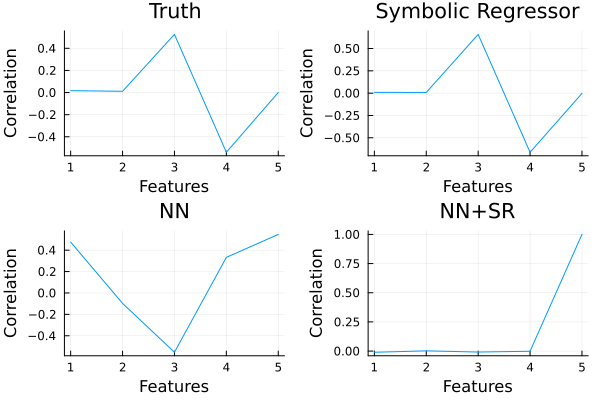 Truth
Correlation
0.4
0.2
0.0
−0.2
−0.4
1 2 3 4 5
Features
Symbolic Regressor
Correlation
0.50
0.25
0.00
−0.25
−0.50
1 2 3 4 5
Features
NN
Correlation
0.4
0.2
0.0
−0.2
−0.4
1 2 3 4 5
Features
NN+SR
Correlation
1.00
0.75
0.50
0.25
0.00
1 2 3 4 5
Features